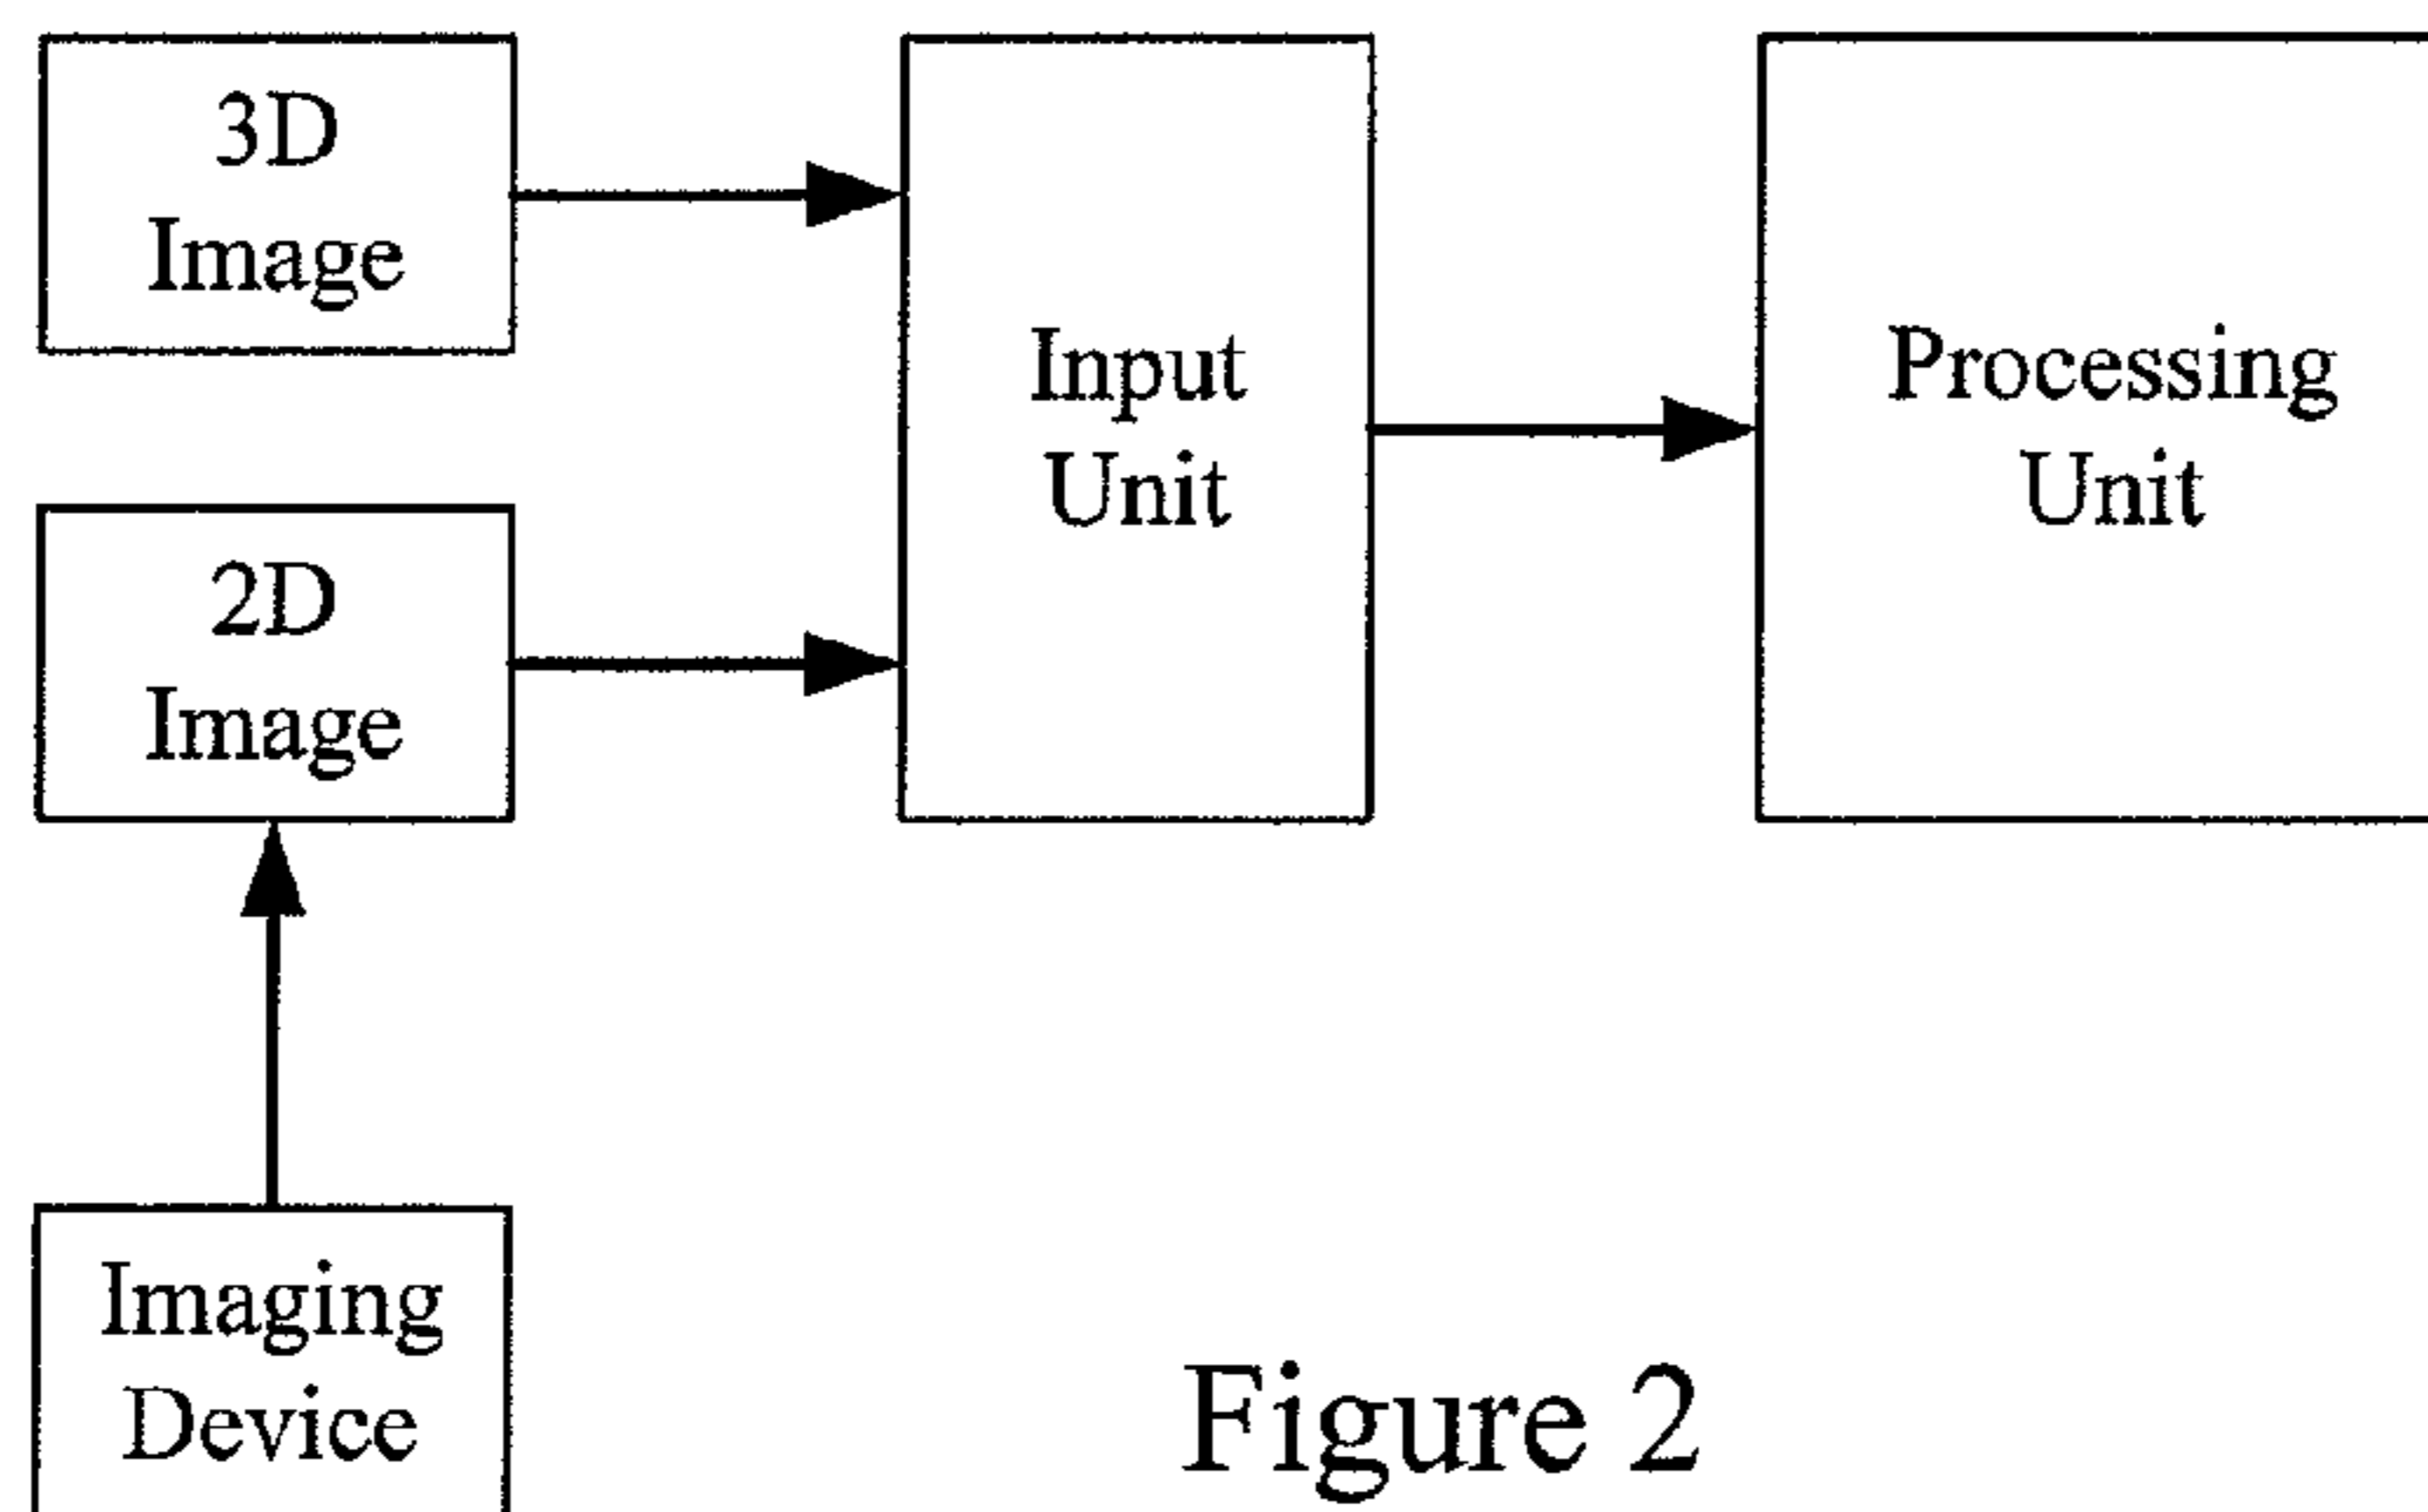 3D
Image
Input
Unit
Processing
Unit
2D
Image
Imaging
Device
Figure 2